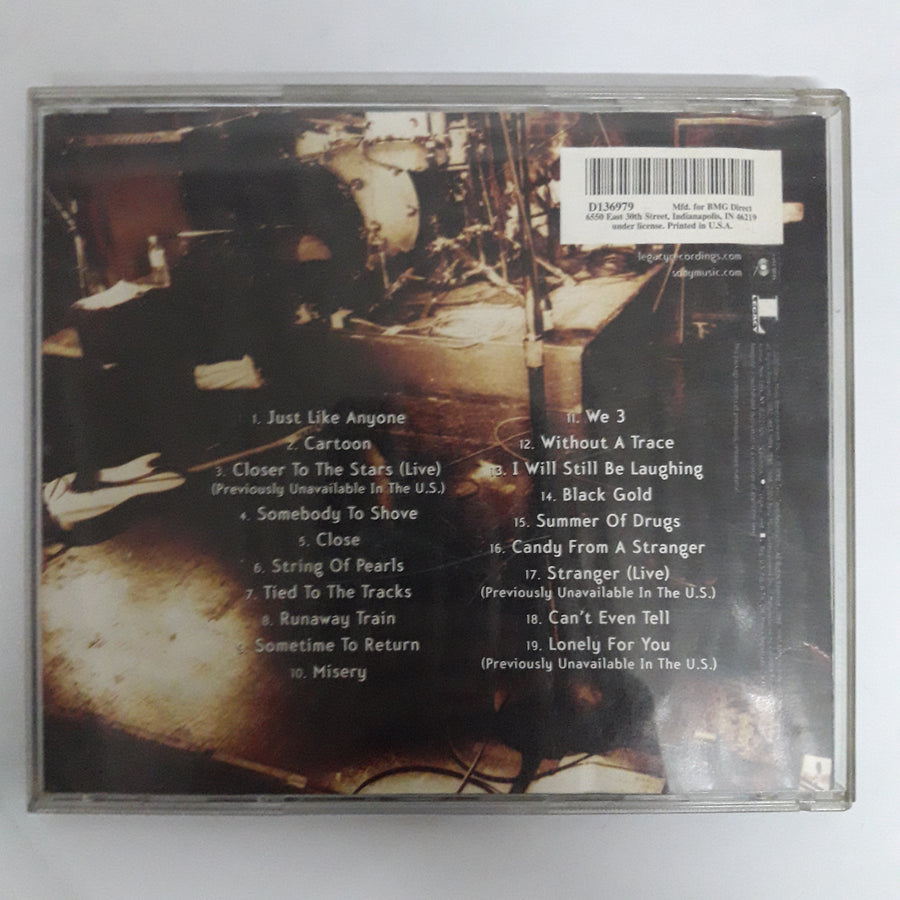 D136979 Mfd. for BMG Direct
6550 East 30th Street, Indianapolis, IN 46219
under license. Printed in U.S.A.
legacyrecordings.com
sonymusic.com
LEGACY
1. Just Like Anyone
2. Cartoon
3. Closer To The Stars (Live)
(Previously Unavailable In The U.S.)
4. Somebody To Shove
5. Close
6. String Of Pearls
7. Tied To The Tracks
8. Runaway Train
9. Sometime To Return
10. Misery
11. We 3
12. Without A Trace
13. I Will Still Be Laughing
14. Black Gold
15. Summer Of Drugs
16. Candy From A Stranger
17. Stranger (Live)
(Previously Unavailable In The U.S.)
18. Can't Even Tell
19. Lonely For You
(Previously Unavailable In The U.S.)